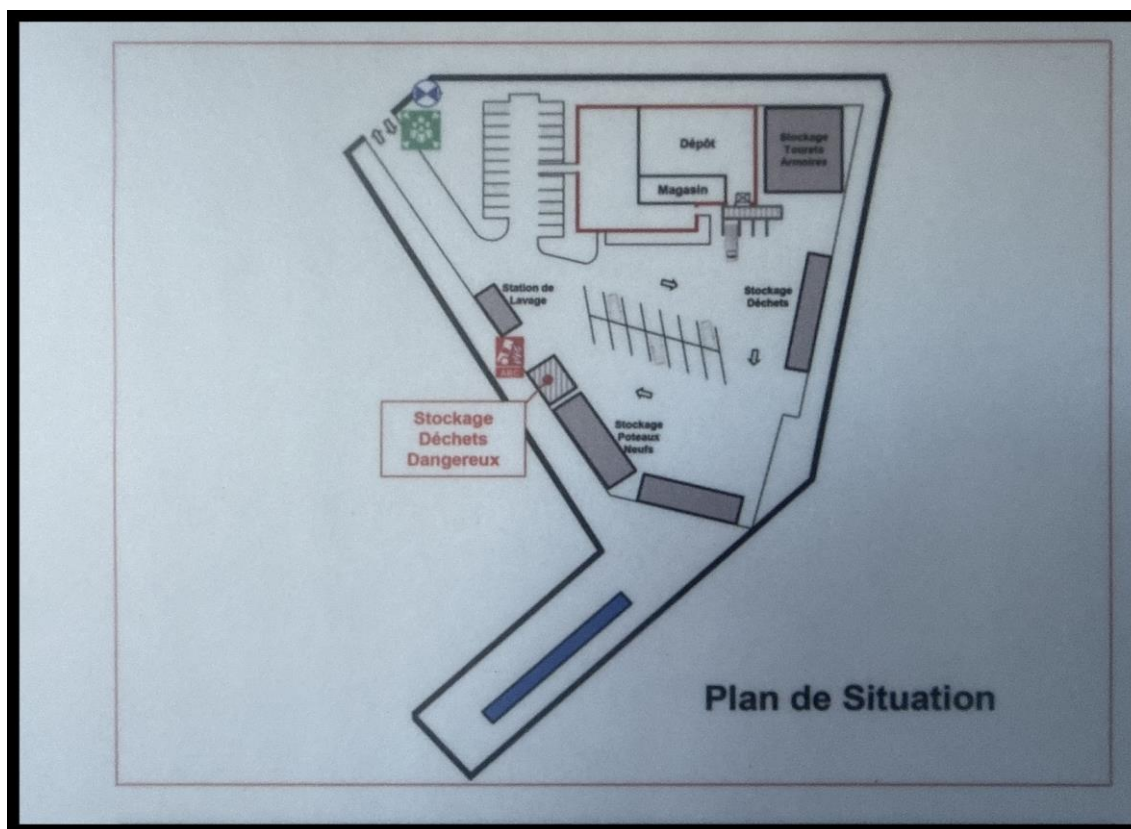 Dépôt
Magasin
Stockage
Tourets
Armoires
Station de
Lavage
Stockage
Déchets
ABC
Stockage
Déchets
Dangereux
Stockage
Poteaux
Neufs
Plan de Situation